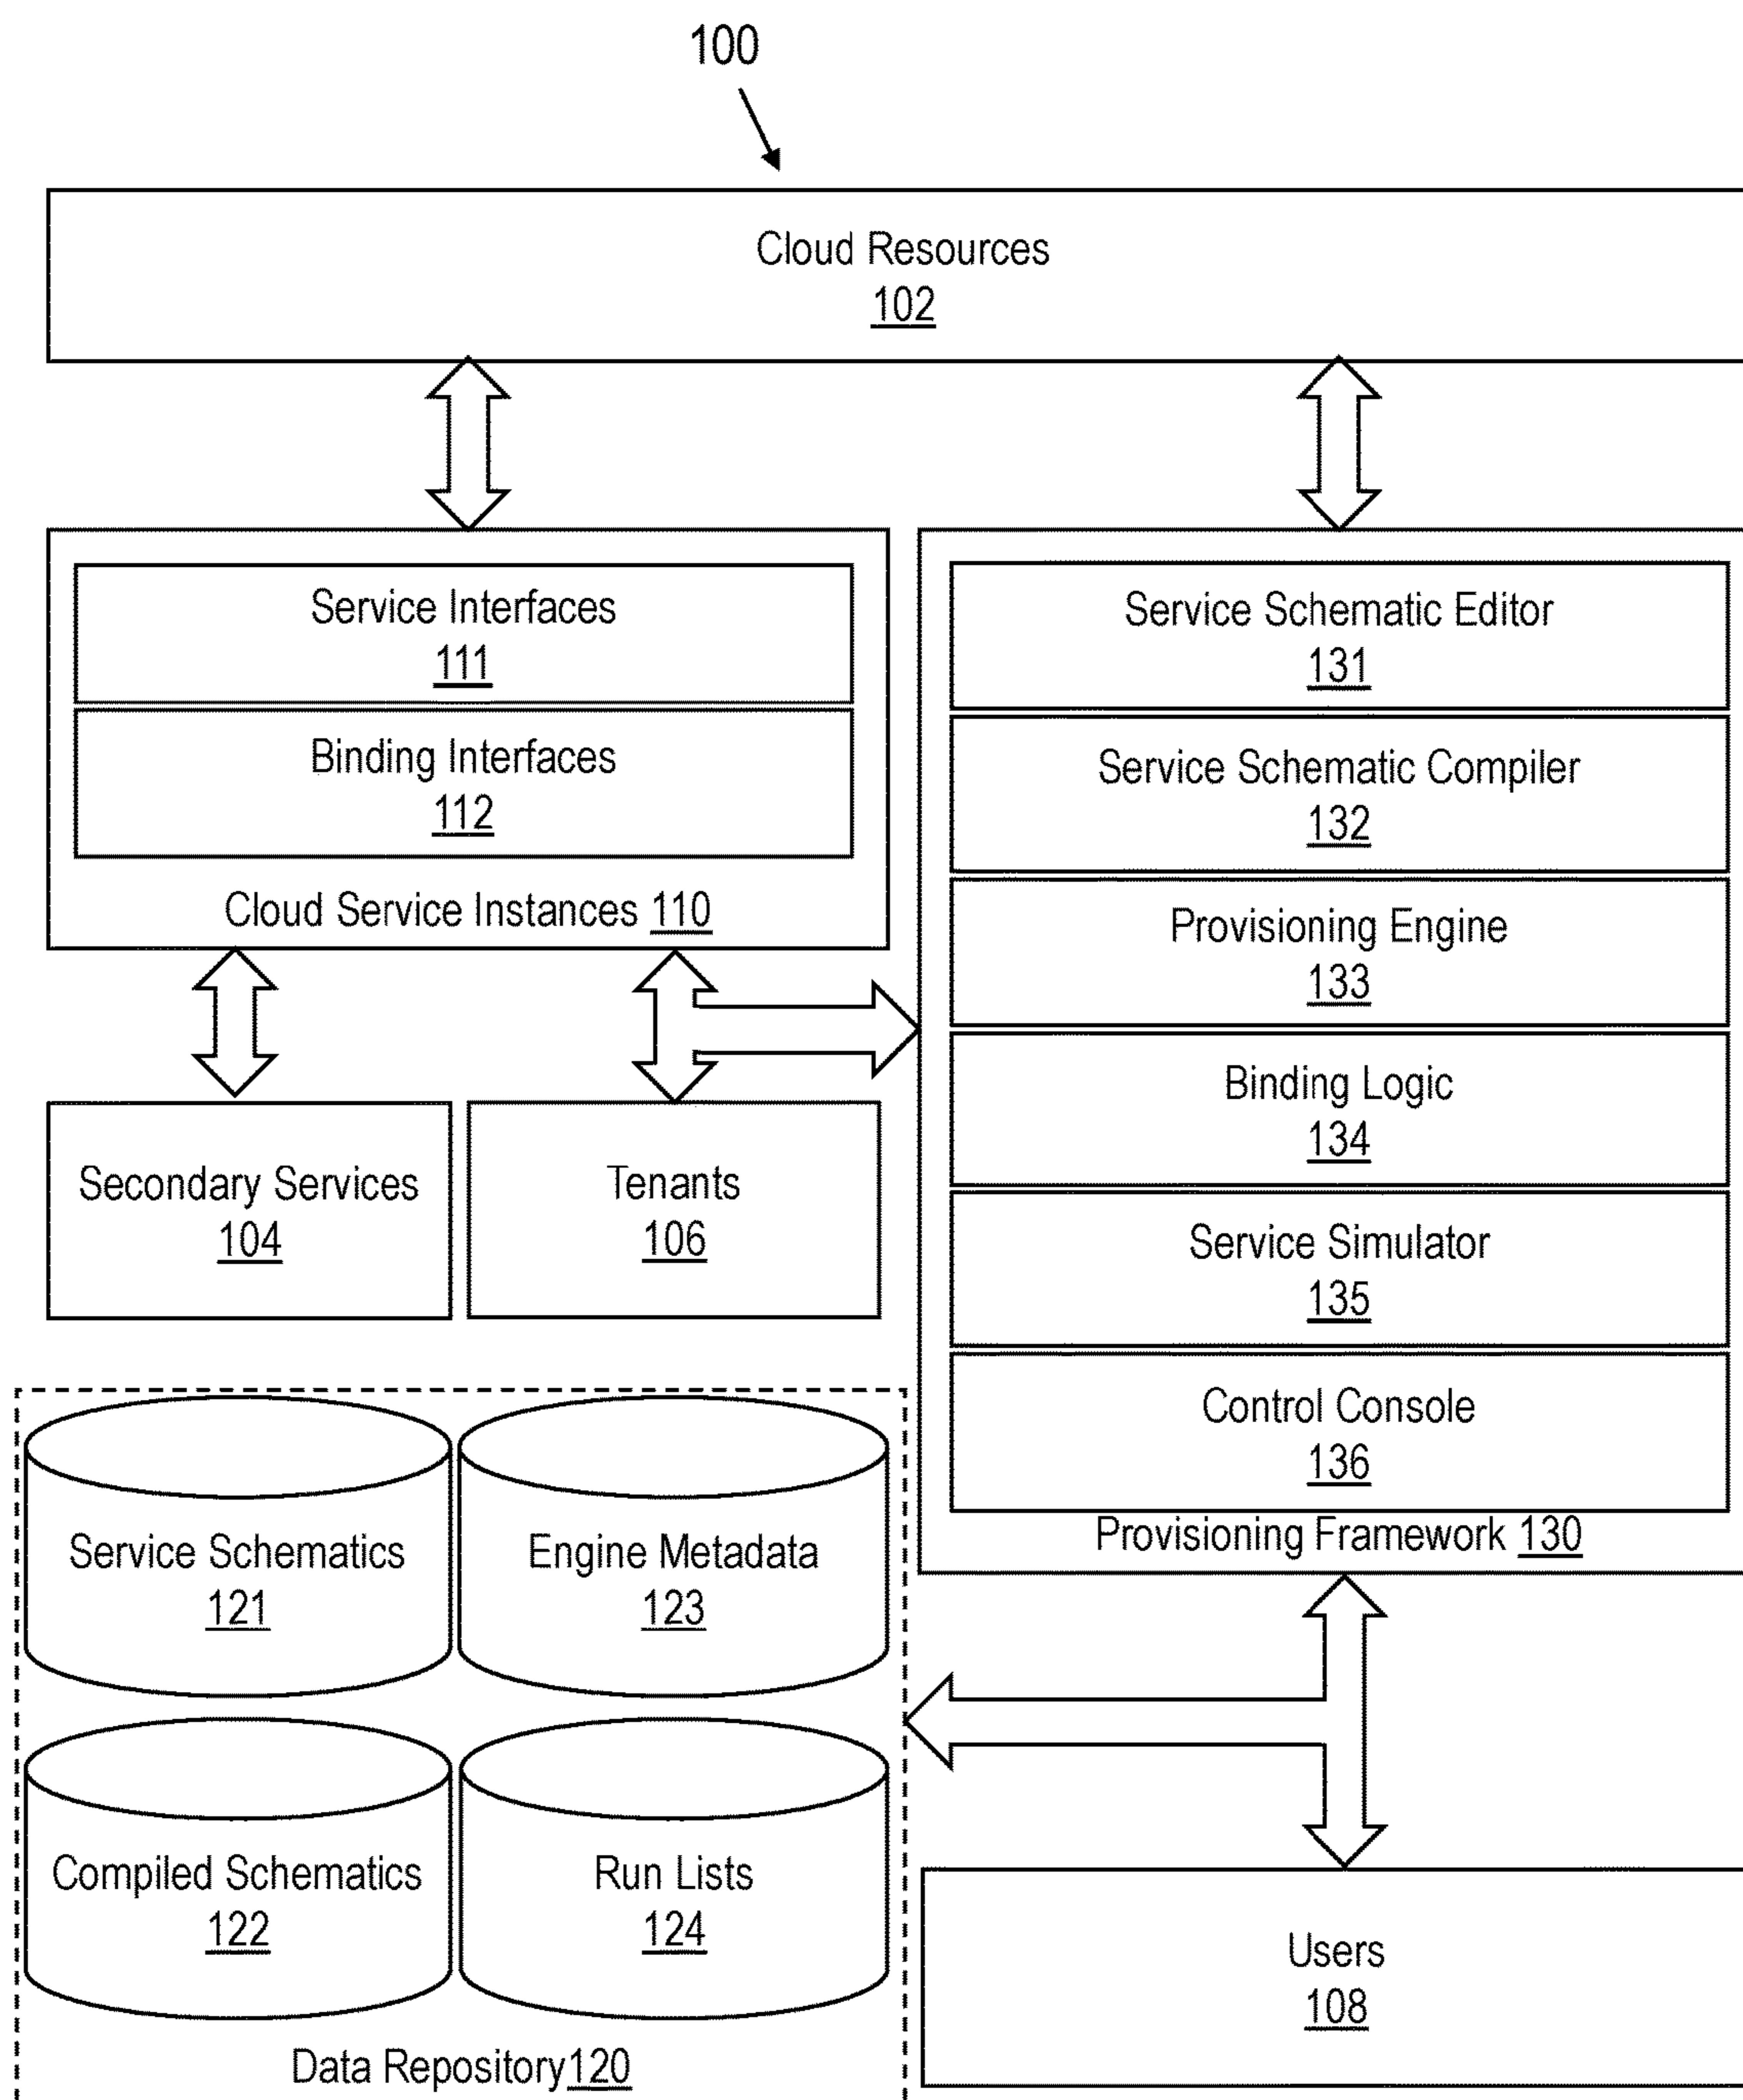 100
Cloud Resources
102
Service Interfaces
111
Binding Interfaces
112
Cloud Service Instances 110
Secondary Services
104
Tenants
106
Service Schematic Editor
131
Service Schematic Compiler
132
Provisioning Engine
133
Binding Logic
134
Service Simulator
135
Control Console
136
Provisioning Framework 130
Service Schematics
121
Engine Metadata
123
Compiled Schematics
122
Run Lists
124
Data Repository 120
Users
108